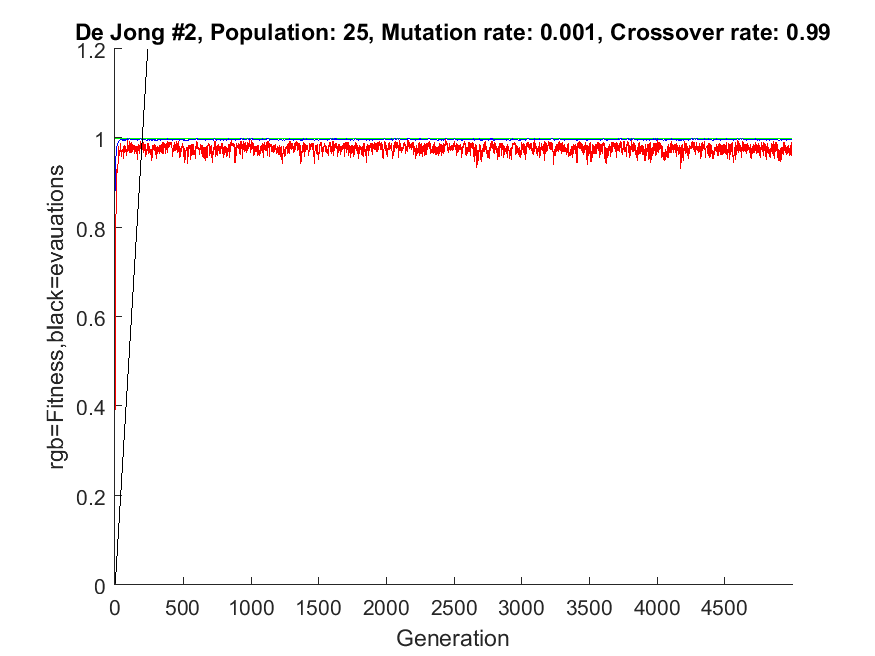 De Jong #2, Population: 25, Mutation rate: 0.001, Crossover rate: 0.99
1.2
1
0.8
0.6
0.4
0.2
0
rgb=Fitness,black=evauations
0 500 1000 1500 2000 2500 3000 3500 4000 4500
Generation